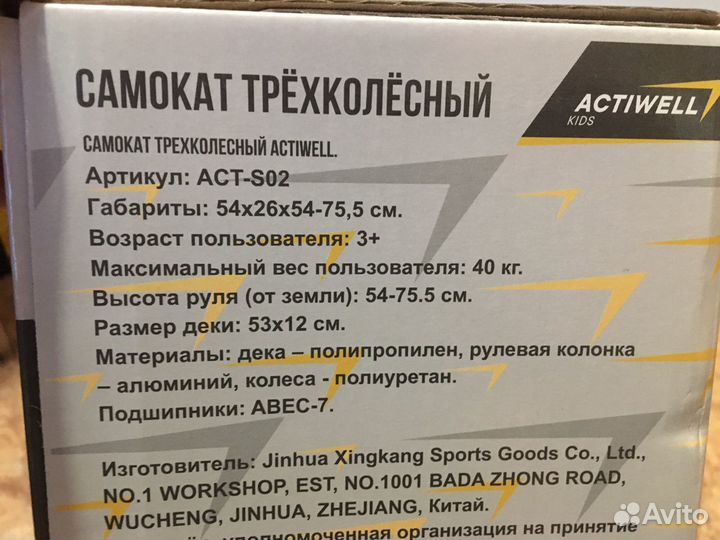 САМОКАТ ТРЁХКОЛЁСНЫЙ
ACTIWELL
KIDS
САМОКАТ ТРЕХКОЛЕСНЫЙ ACTIWELL.
Артикул: ACT-S02
Габариты: 54x26x54-75,5 см.
Возраст пользователя: 3+
Максимальный вес пользователя: 40 кг.
Высота руля (от земли): 54-75.5 см.
Размер деки: 53x12 см.
Материалы: дека – полипропилен, рулевая колонка
– алюминий, колеса - полиуретан.
Подшипники: ABEC-7.
Изготовитель: Jinhua Xingkang Sports Goods Co., Ltd.,
NO.1 WORKSHOP, EST, NO.1001 BADA ZHONG ROAD,
WUCHENG, JINHUA, ZHEJIANG, Китай.
уполномоченная организация на принятие
Avito